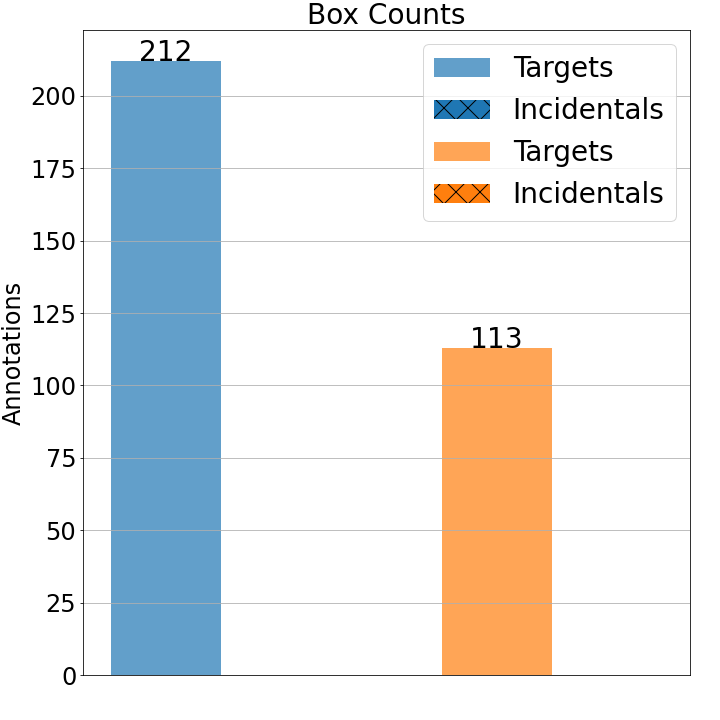 Box Counts
212
Targets
Incidentals
Targets
Incidentals
113
Annotations
200
175
150
125
100
75
50
25
0